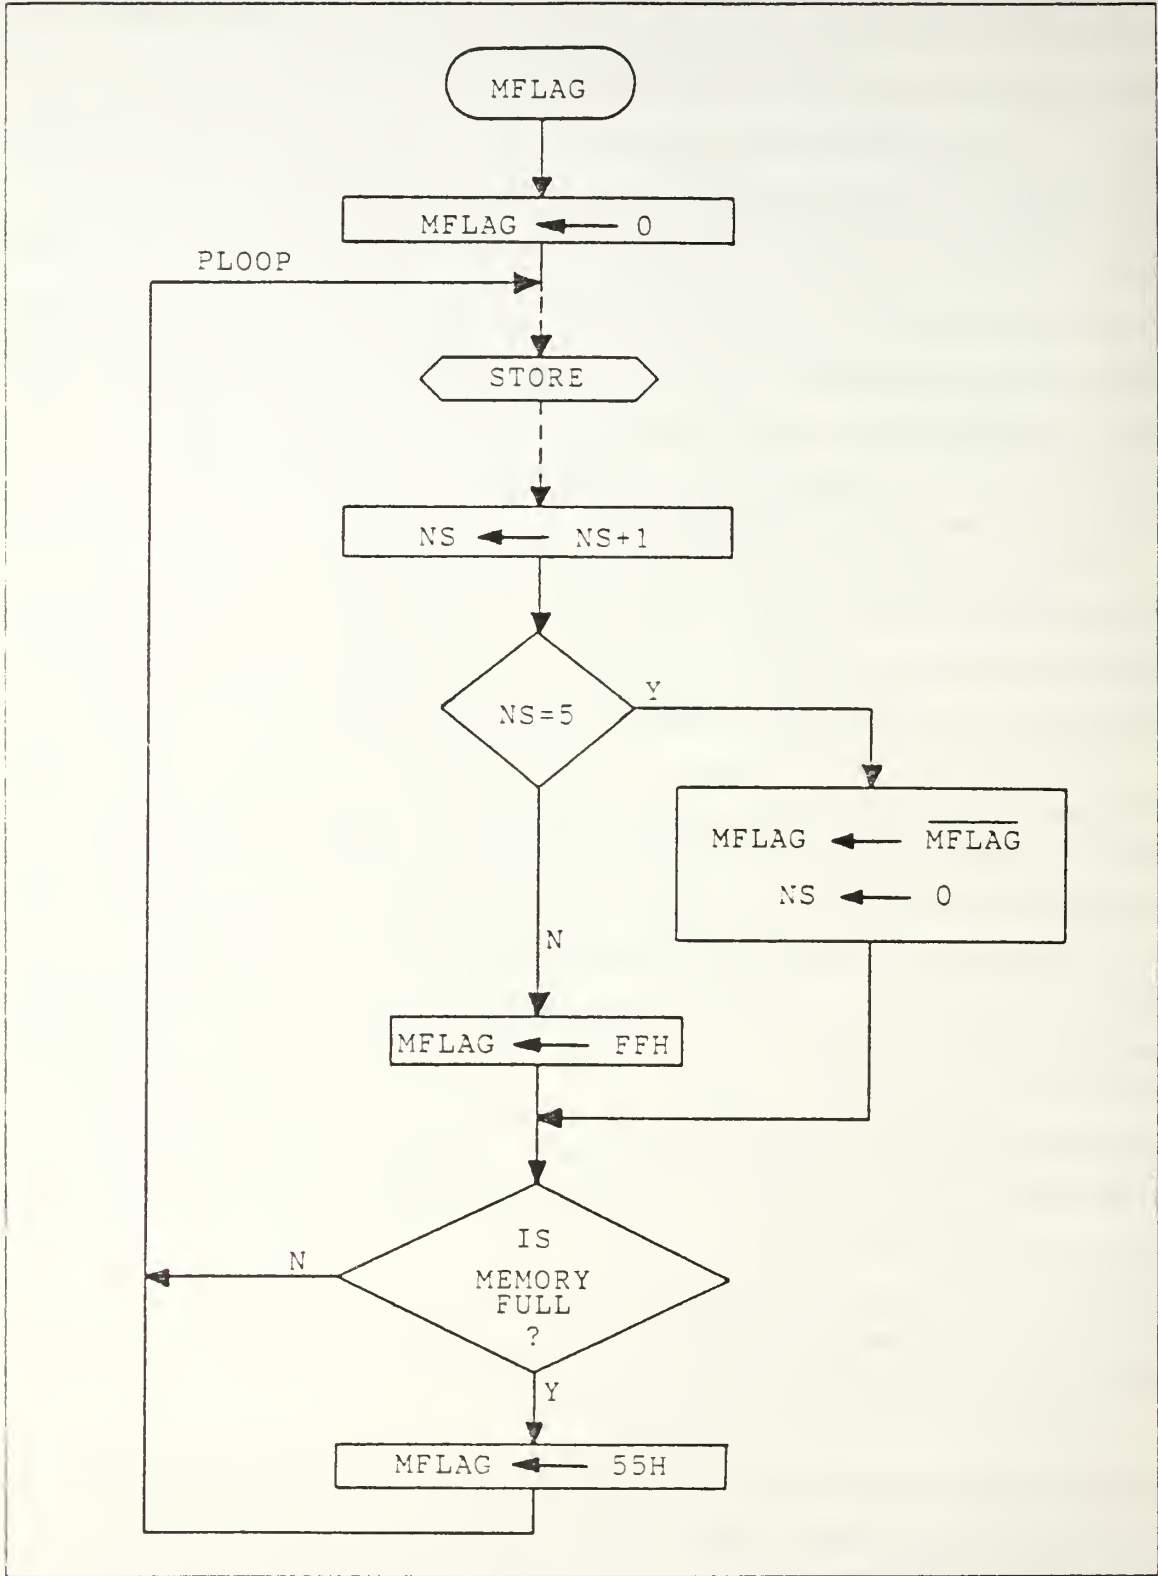 MFLAG
MFLAG ← 0
PLOOP
STORE
NS ← NS+1
NS=5
Y
MFLAG ← M̅F̅L̅A̅G̅
NS ← 0
N
MFLAG ← FFH
IS
MEMORY
FULL
?
N
Y
MFLAG ← 55H